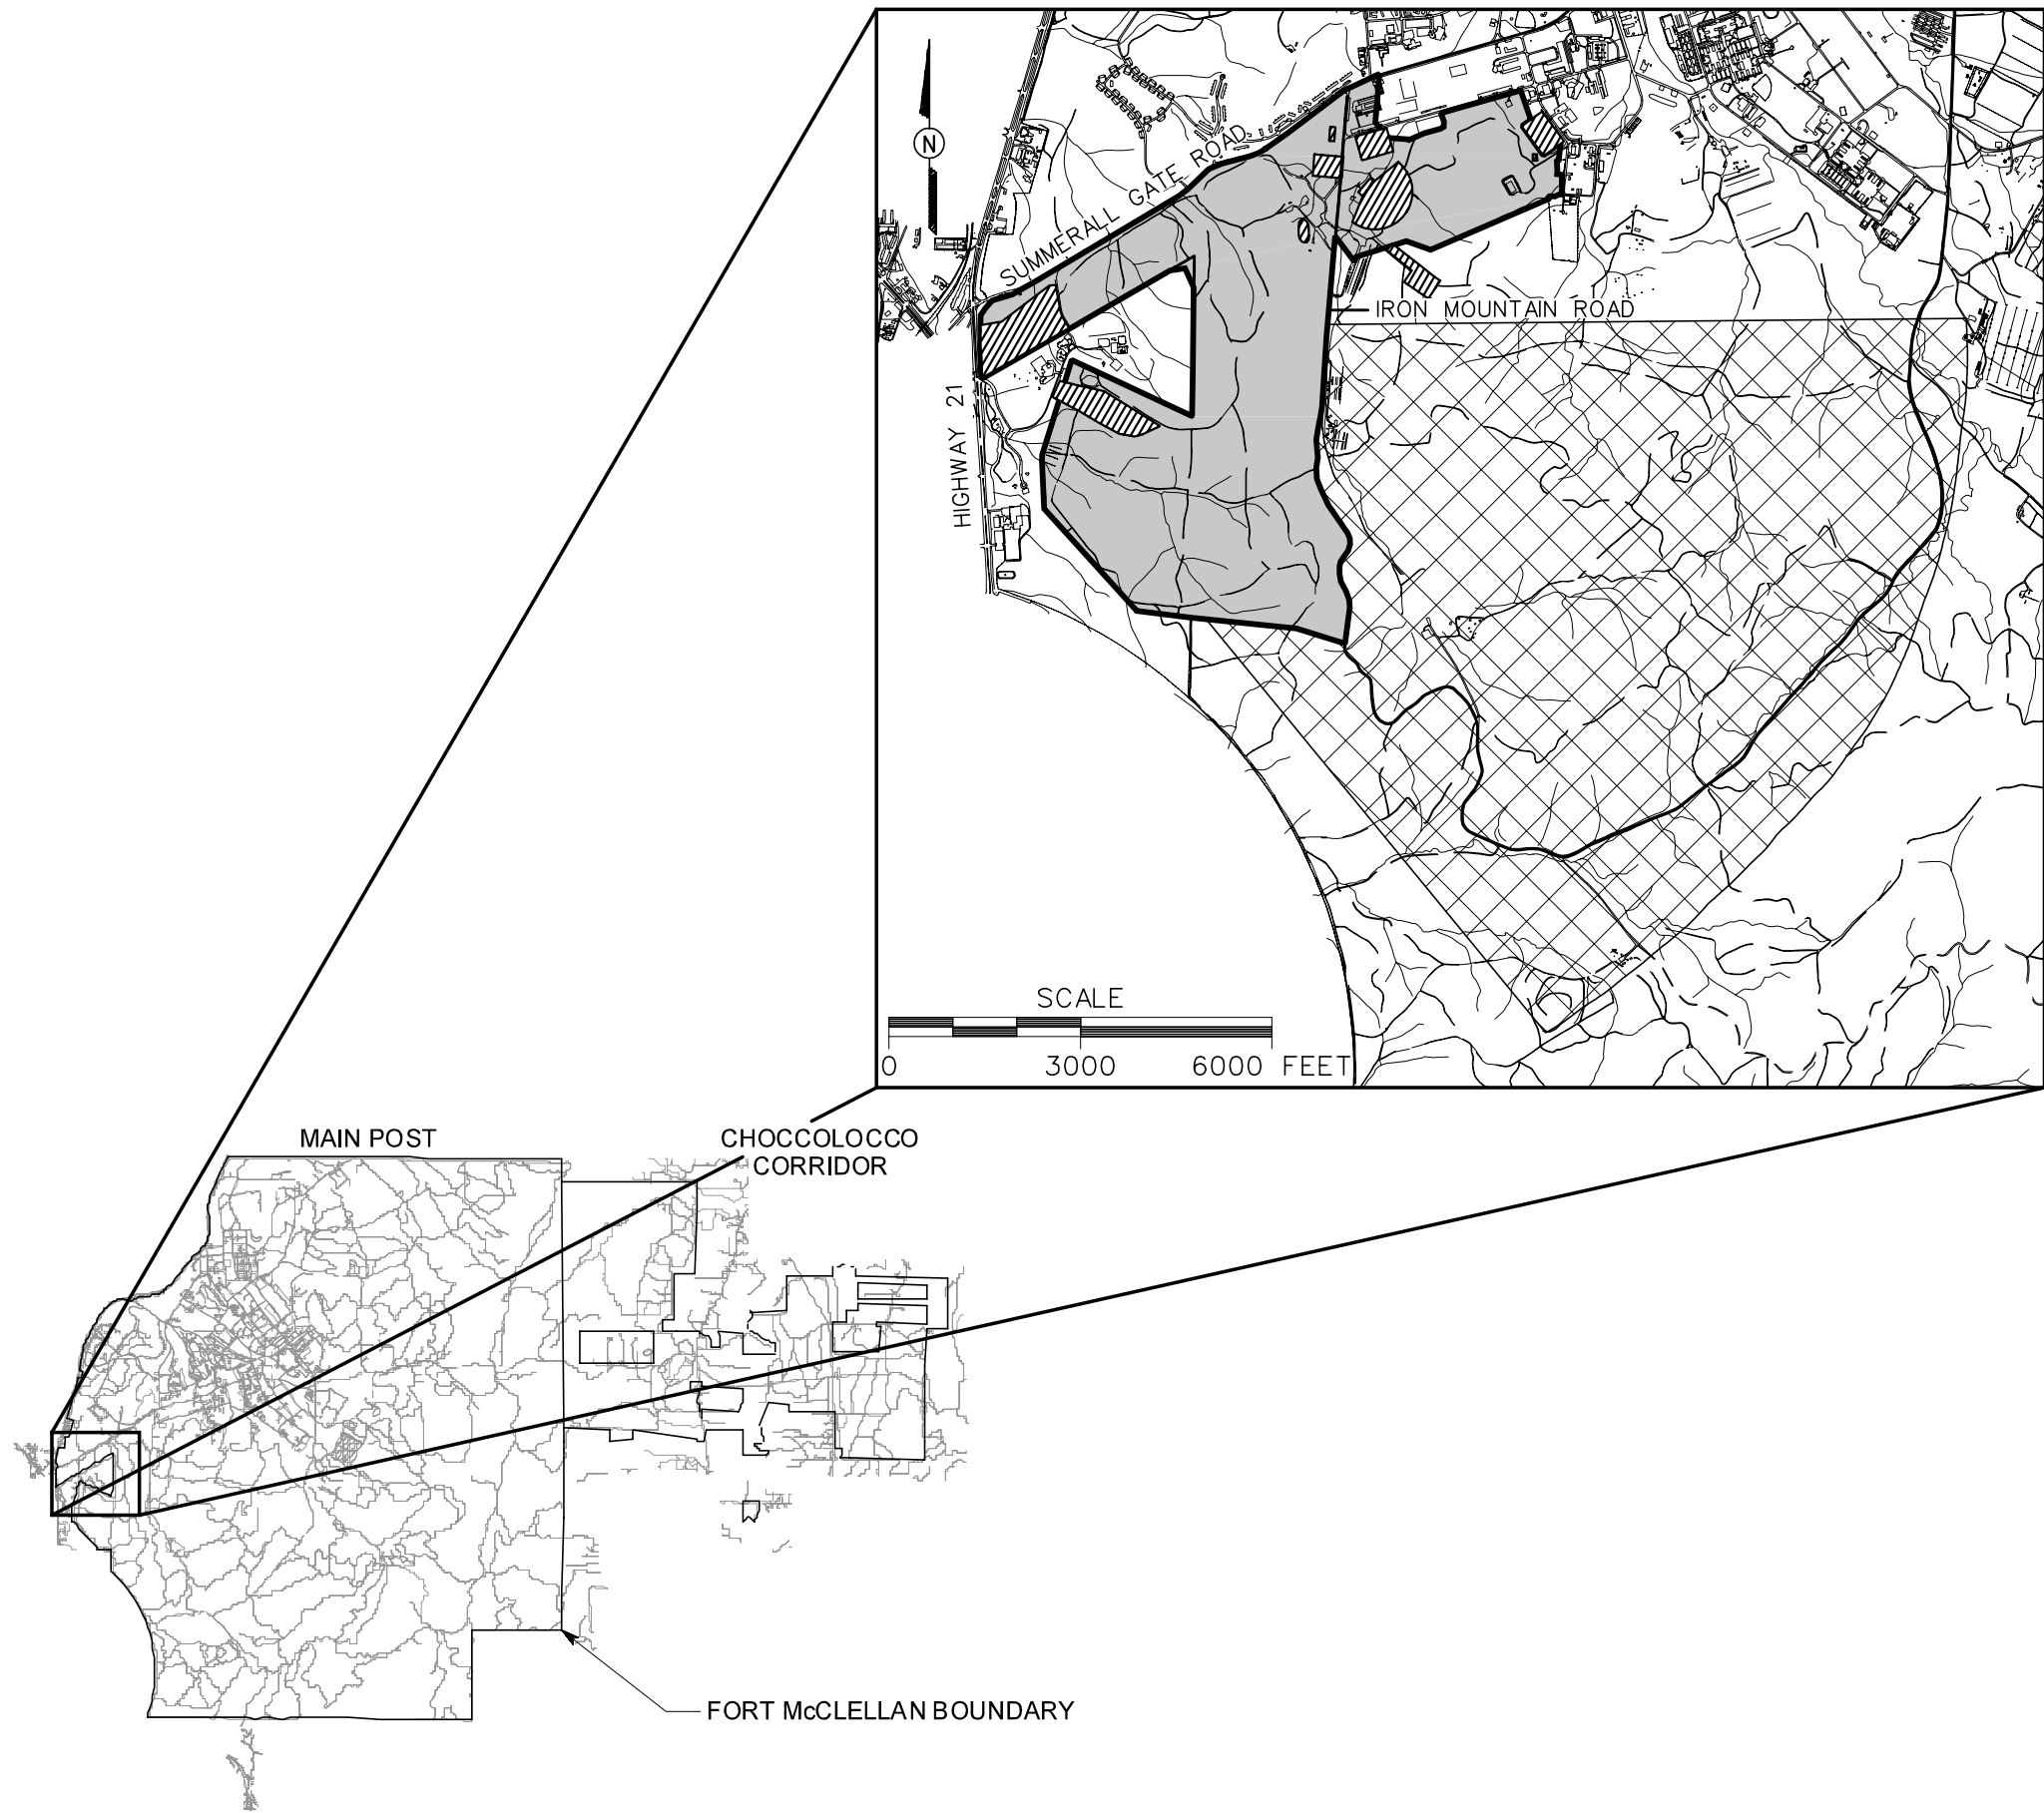 N
SUMMERALL GATE ROAD
IRON MOUNTAIN ROAD
HIGHWAY 21
SCALE
0 3000 6000 FEET
MAIN POST
CHOCCOLOCCO
CORRIDOR
FORT McCLELLAN BOUNDARY